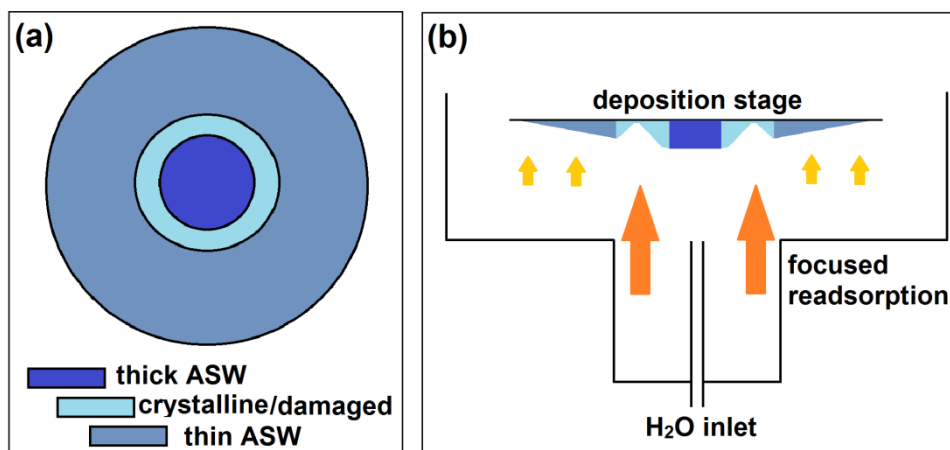 (a)
thick ASW
crystalline/damaged
thin ASW
(b)
deposition stage
focused
readsorption
H₂O inlet